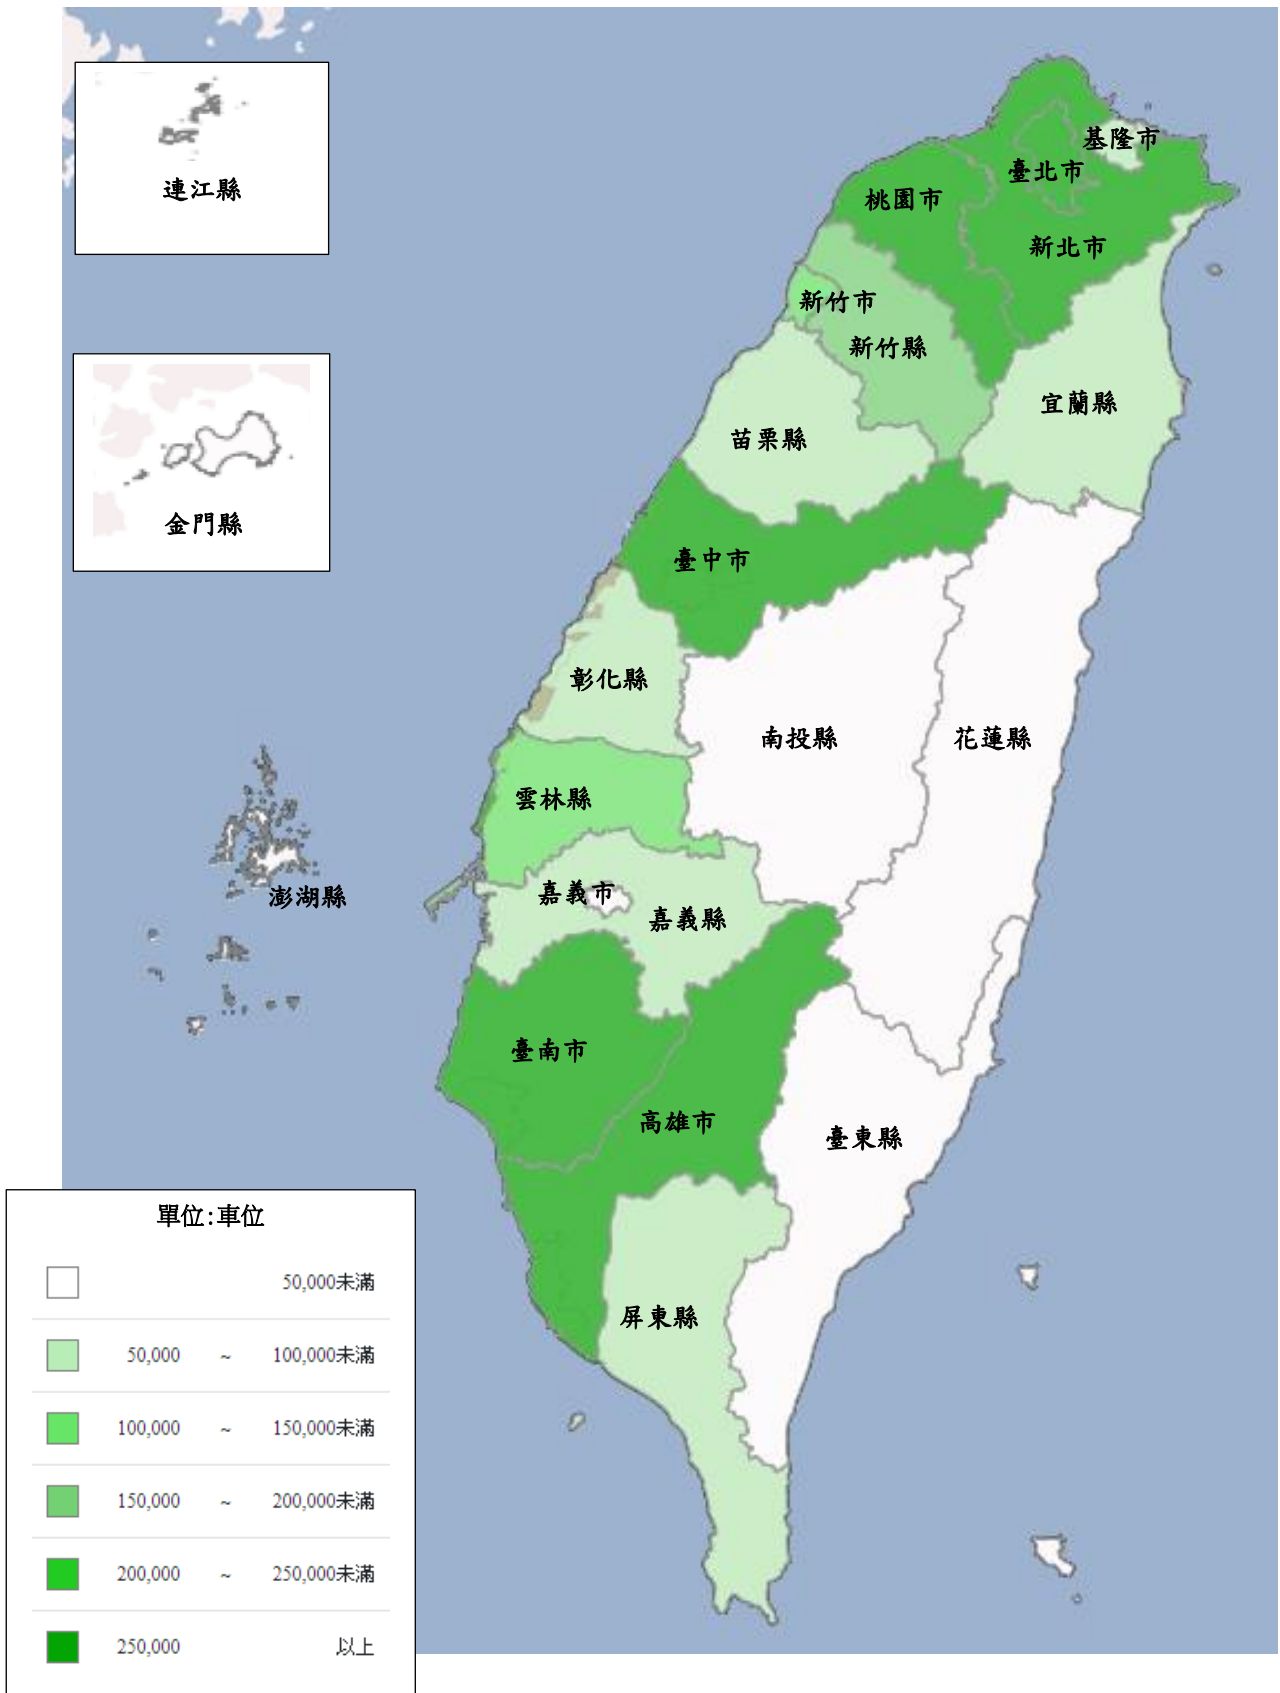 連江縣
基隆市
臺北市
桃園市
新北市
新竹市
新竹縣
宜蘭縣
苗栗縣
金門縣
臺中市
彰化縣
南投縣
花蓮縣
雲林縣
嘉義市
澎湖縣
嘉義縣
臺南市
高雄市
臺東縣
屏東縣
單位:車位
50,000未滿
50,000 ~ 100,000未滿
100,000 ~ 150,000未滿
150,000 ~ 200,000未滿
200,000 ~ 250,000未滿
250,000 以上